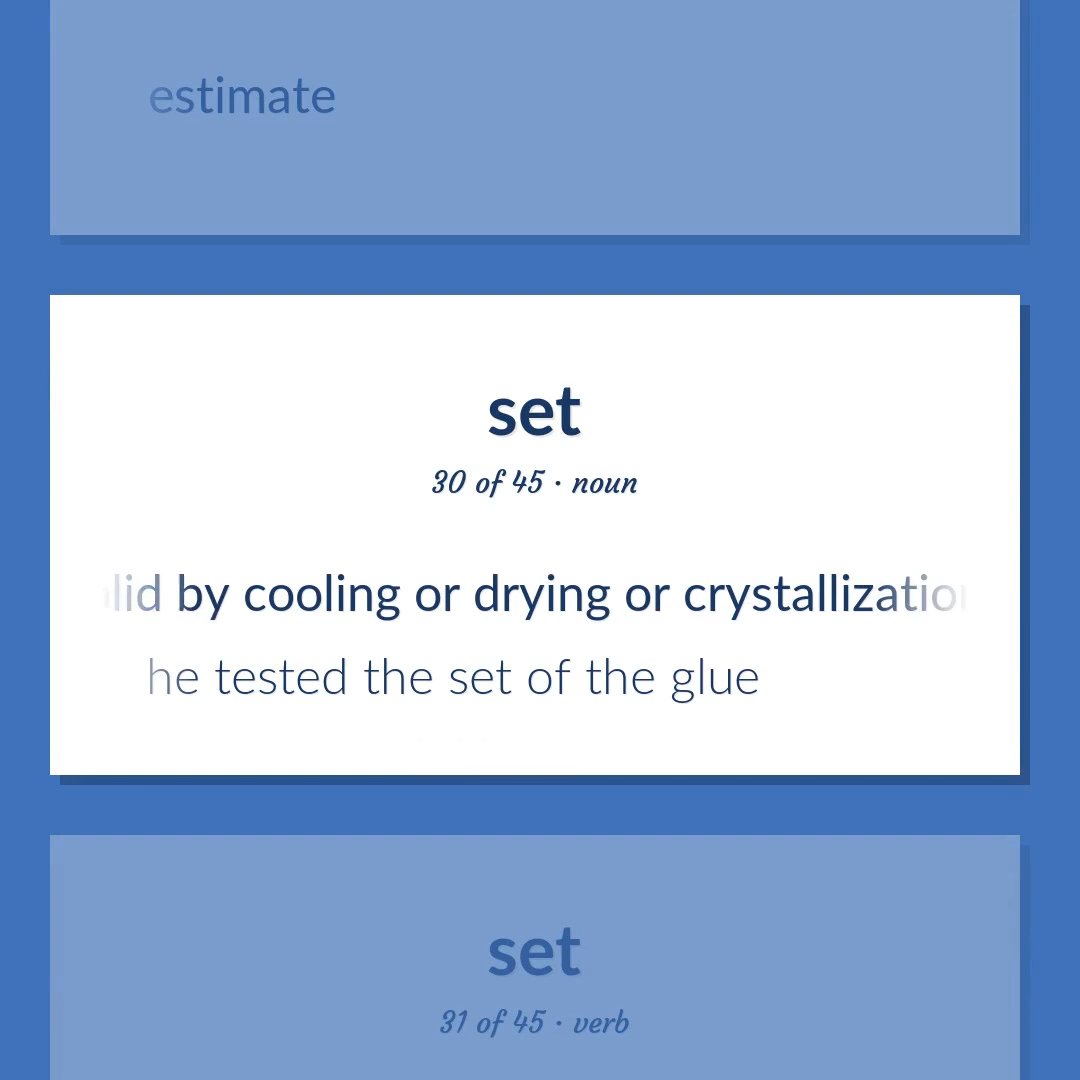 estimate
set
30 of 45 · noun
lid by cooling or drying or crystallization
he tested the set of the glue
set
31 of 45 · verb